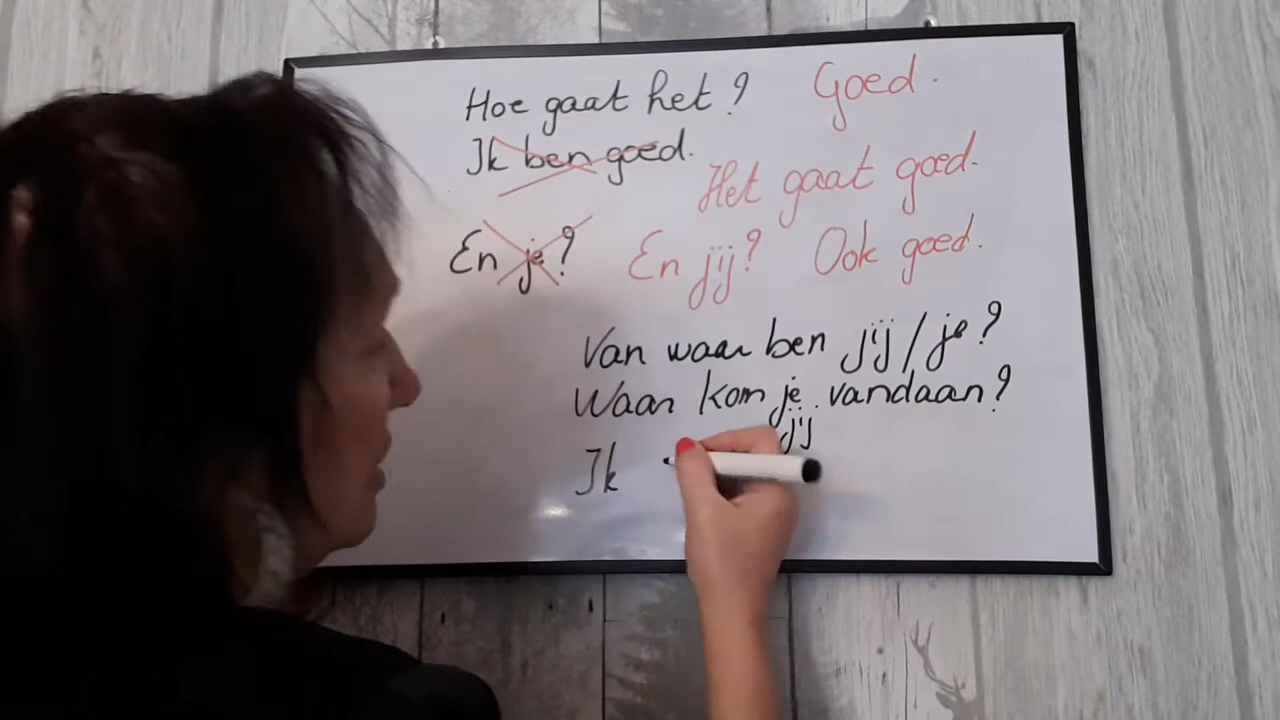 Hoe gaat het? Goed.
Ik ben goed.
Het gaat goed.
En je? En jij? Ook goed.
Van waar ben jij/je?
Waar kom je vandaan?
jij
Ik